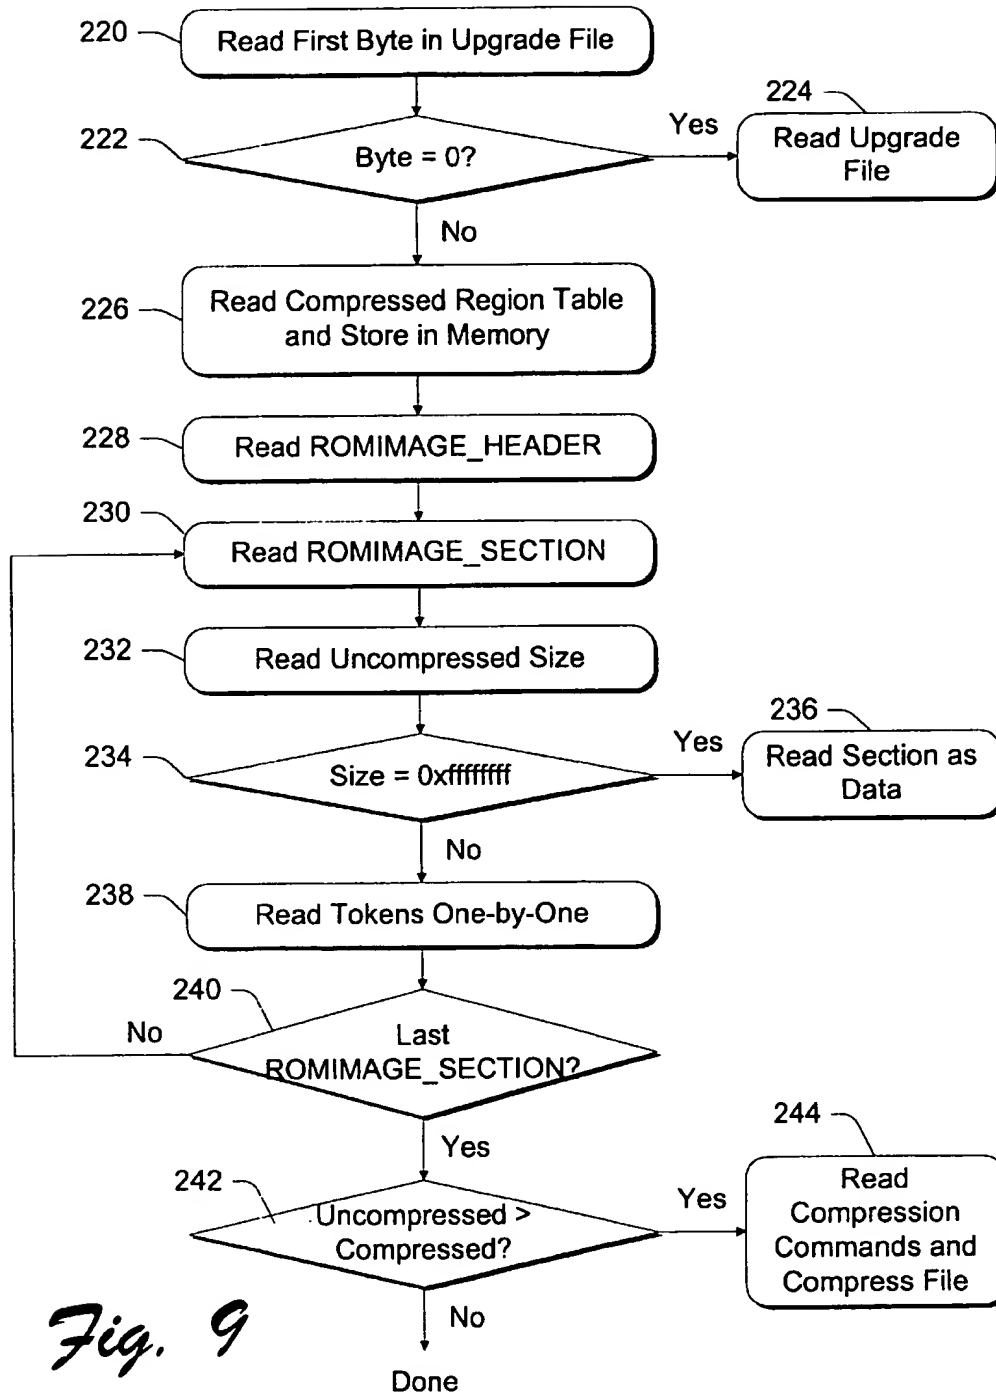 220
Read First Byte in Upgrade File
222
Byte = 0?
Yes
224
Read Upgrade
File
No
226
Read Compressed Region Table
and Store in Memory
228
Read ROMIMAGE_HEADER
230
Read ROMIMAGE_SECTION
232
Read Uncompressed Size
234
Size = 0xffffffff
Yes
236
Read Section as
Data
No
238
Read Tokens One-by-One
240
No
Last
ROMIMAGE_SECTION?
Yes
242
Uncompressed >
Compressed?
Yes
244
Read
Compression
Commands and
Compress File
No
Done
Fig. 9